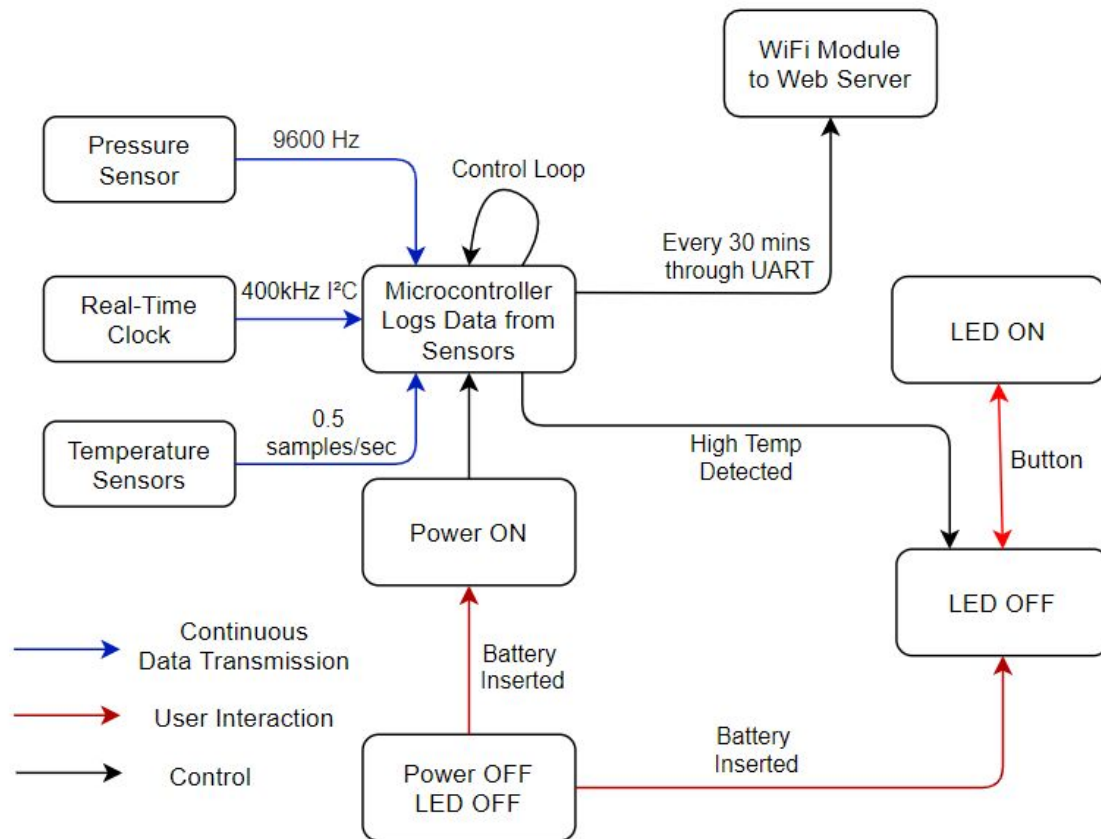 WiFi Module
to Web Server
Pressure
Sensor
9600 Hz
Control Loop
Every 30 mins
through UART
Real-Time
Clock
400kHz I²C
Microcontroller
Logs Data from
Sensors
LED ON
Temperature
Sensors
0.5
samples/sec
High Temp
Detected
Button
Power ON
LED OFF
Continuous
Data Transmission
Battery
Inserted
User Interaction
Battery
Inserted
Control
Power OFF
LED OFF